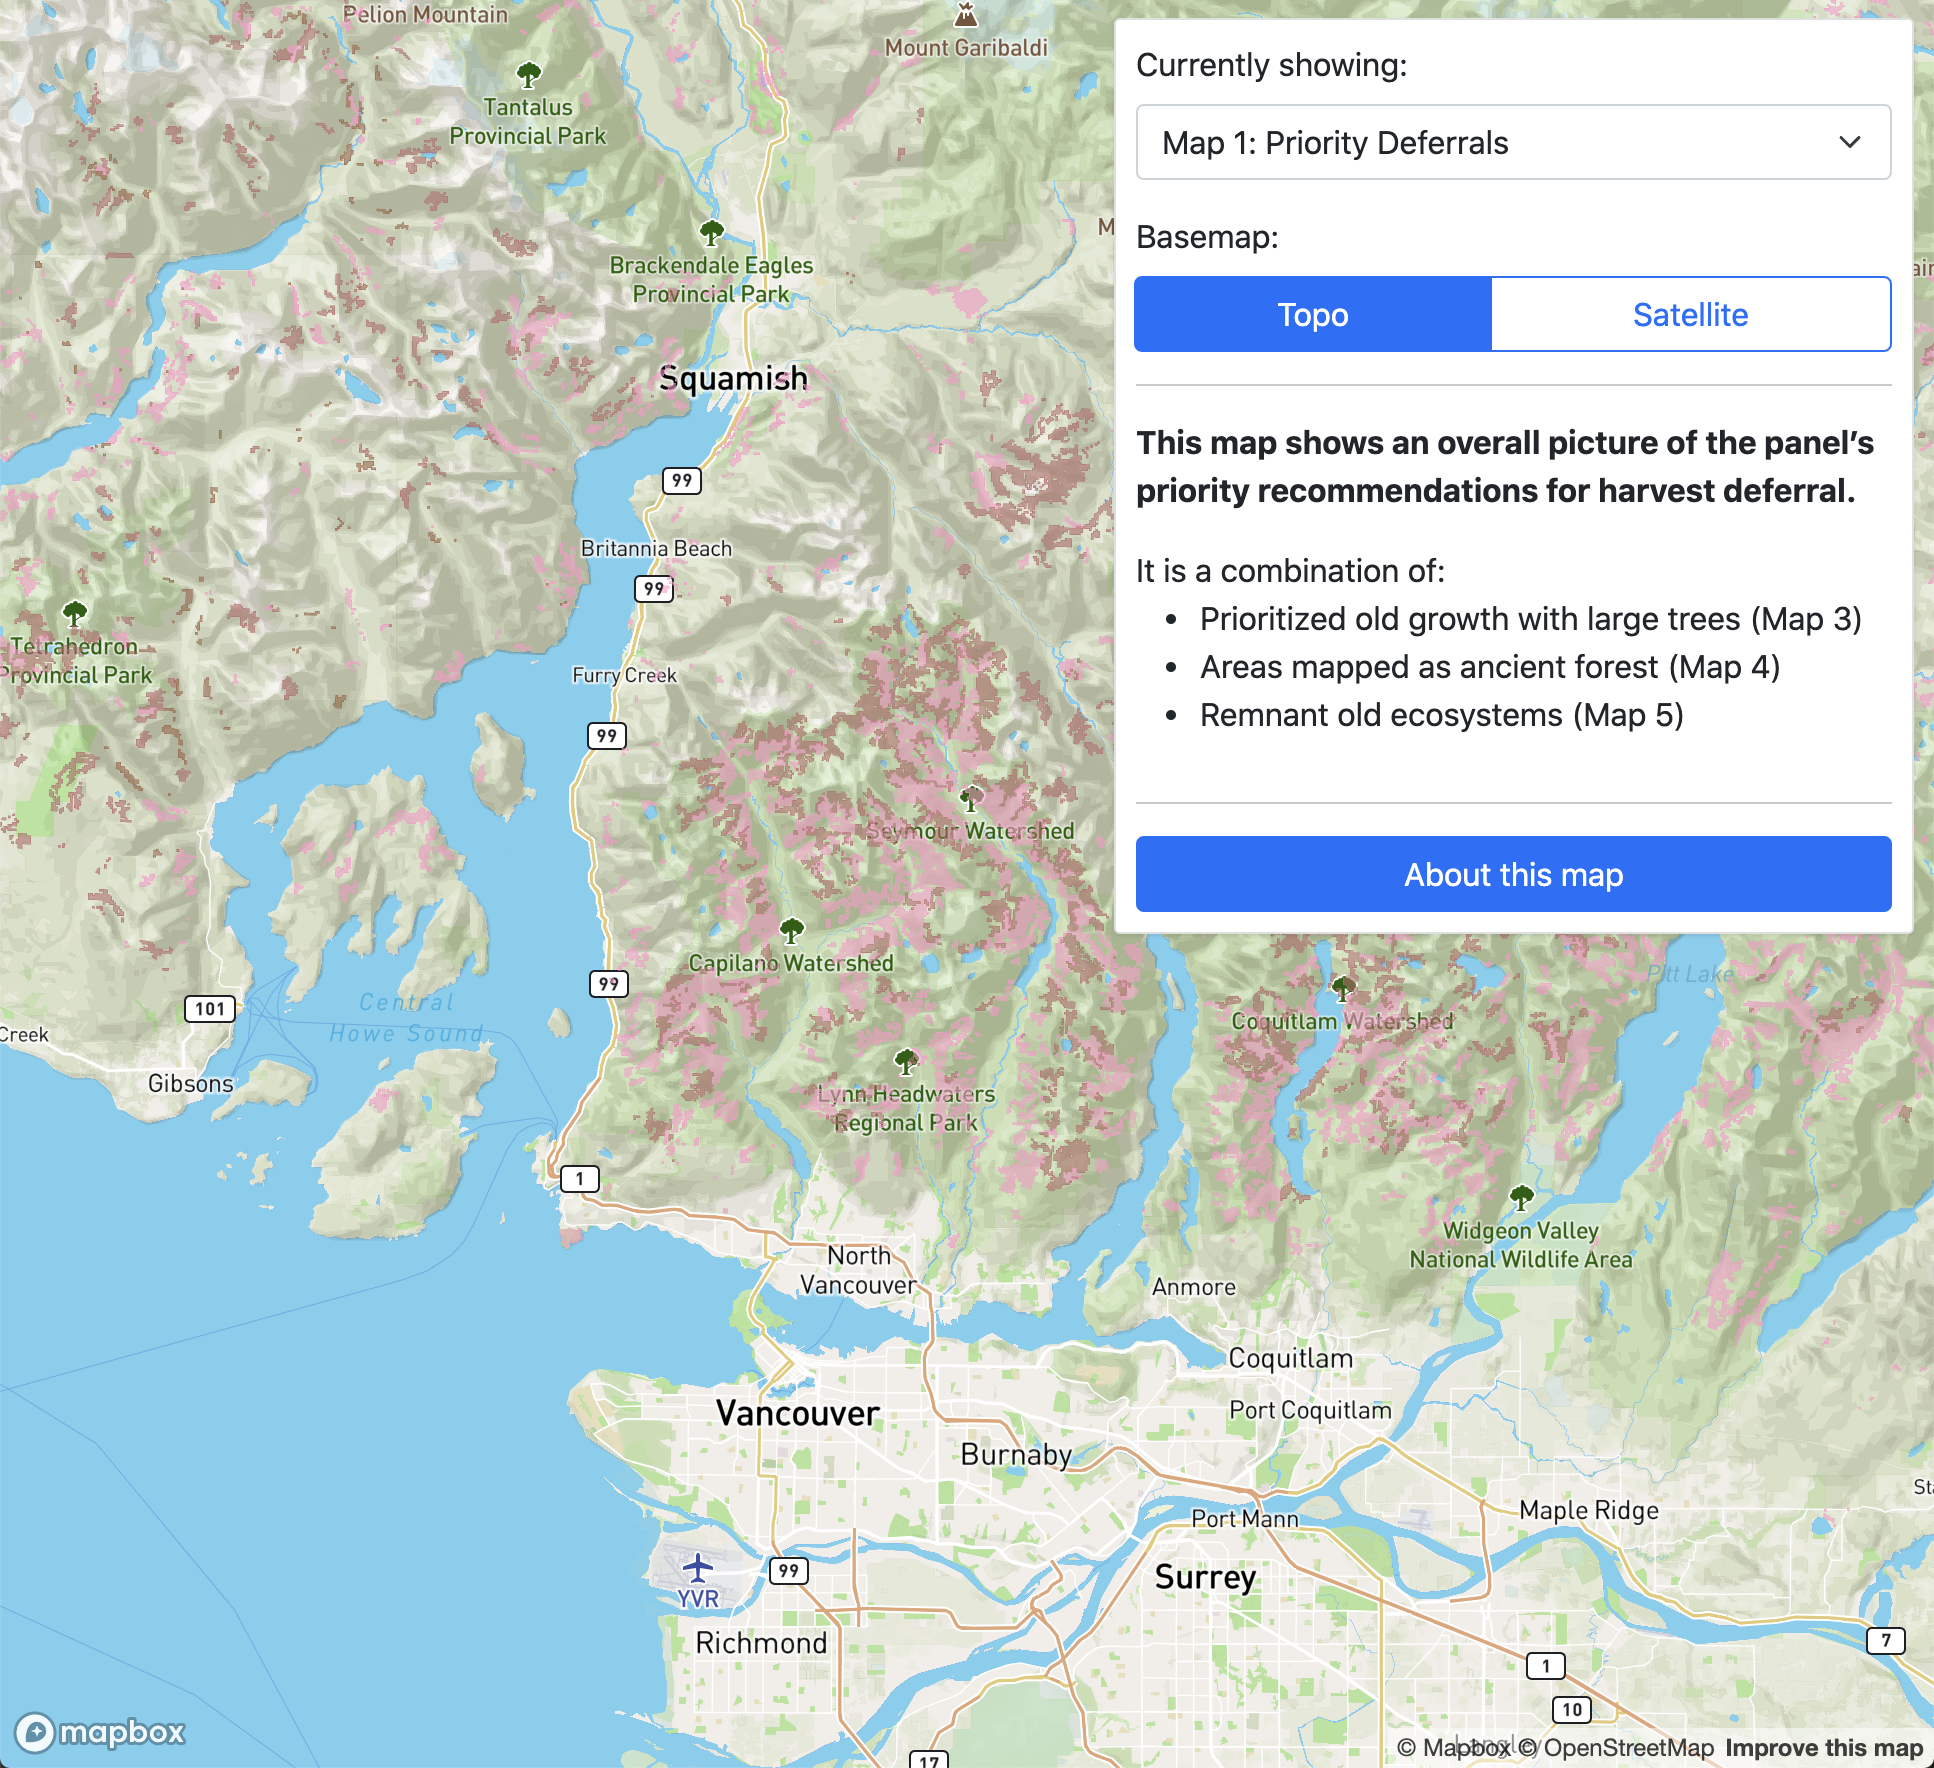 Pelion Mountain
Mount Garibaldi
Tantalus
Provincial Park
Brackendale Eagles
Provincial Park
Squamish
99
Britannia Beach
99
Furry Creek
99
Tetrahedron
Provincial Park
Seymour Watershed
Capilano Watershed
99
101
Central
Howe Sound
Creek
Gibsons
Lynn Headwaters
Regional Park
Coquitlam Watershed
Pitt Lake
1
Widgeon Valley
National Wildlife Area
North
Vancouver
Anmore
Coquitlam
Port Coquitlam
Vancouver
Burnaby
Port Mann
Maple Ridge
Surrey
YVR
99
Richmond
7
1
10
17
Currently showing:
Map 1: Priority Deferrals
Basemap:
Topo
Satellite
This map shows an overall picture of the panel’s
priority recommendations for harvest deferral.
It is a combination of:
• Prioritized old growth with large trees (Map 3)
• Areas mapped as ancient forest (Map 4)
• Remnant old ecosystems (Map 5)
About this map
mapbox
© Mapbox © OpenStreetMap Improve this map